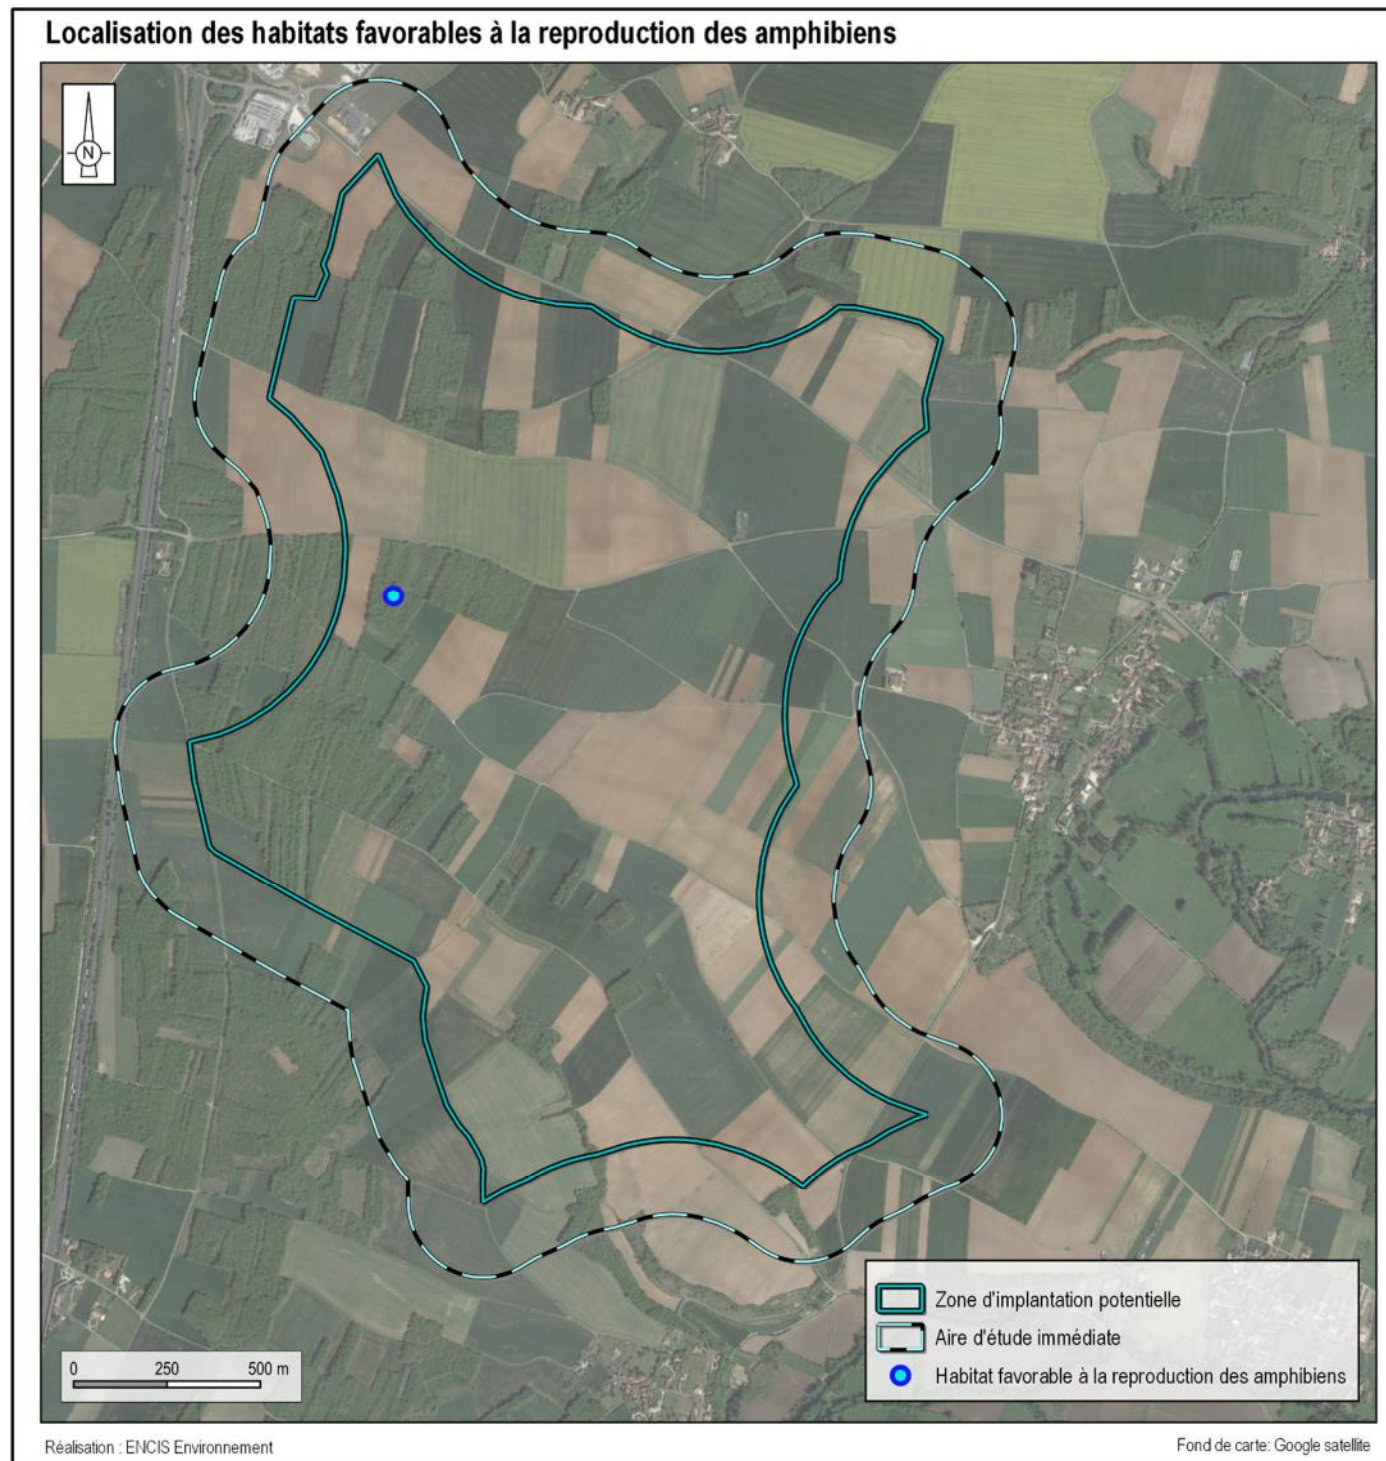 Localisation des habitats favorables à la reproduction des amphibiens
N
Zone d'implantation potentielle
Aire d'étude immédiate
Habitat favorable à la reproduction des amphibiens
0 250 500 m
Réalisation : ENCIS Environnement
Fond de carte: Google satellite